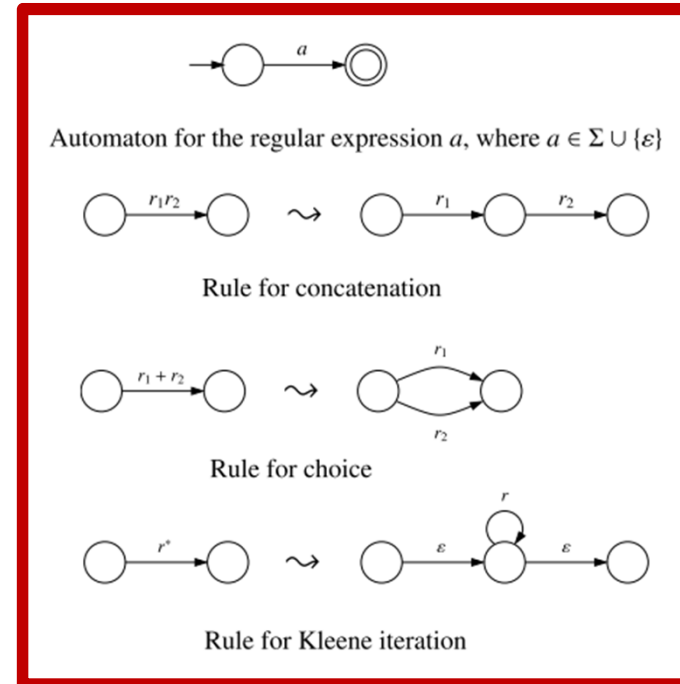 a
Automaton for the regular expression a, where a ∈ Σ ∪ {ε}
r₁r₂ ⤳ r₁ r₂
Rule for concatenation
r₁ + r₂ ⤳ r₁
r₂
Rule for choice
r
r* ⤳ ε ε
Rule for Kleene iteration